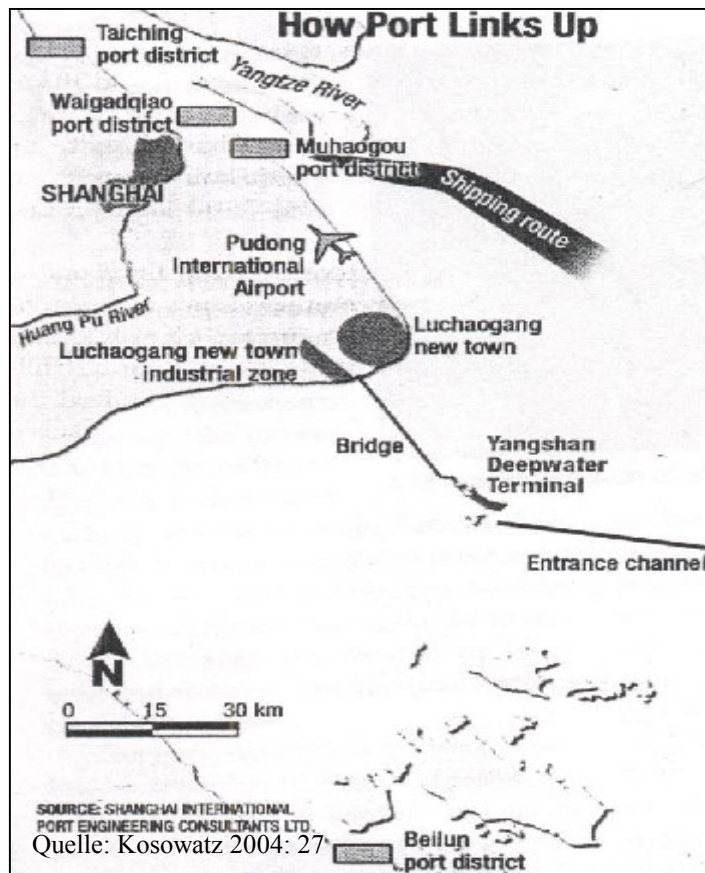 How Port Links Up
Taiching
port district
Yangtze River
Waigadqiao
port district
Muhaogou
port district
SHANGHAI
Shipping route
Pudong
International
Airport
Huang Pu River
Luchaogang
new town
Luchaogang new town
industrial zone
Bridge
Yangshan
Deepwater
Terminal
Entrance channel
N
0 15 30 km
SOURCE: SHANGHAI INTERNATIONAL
PORT ENGINEERING CONSULTANTS LTD.
Quelle: Kosowatz 2004: 27
Beilun
port district